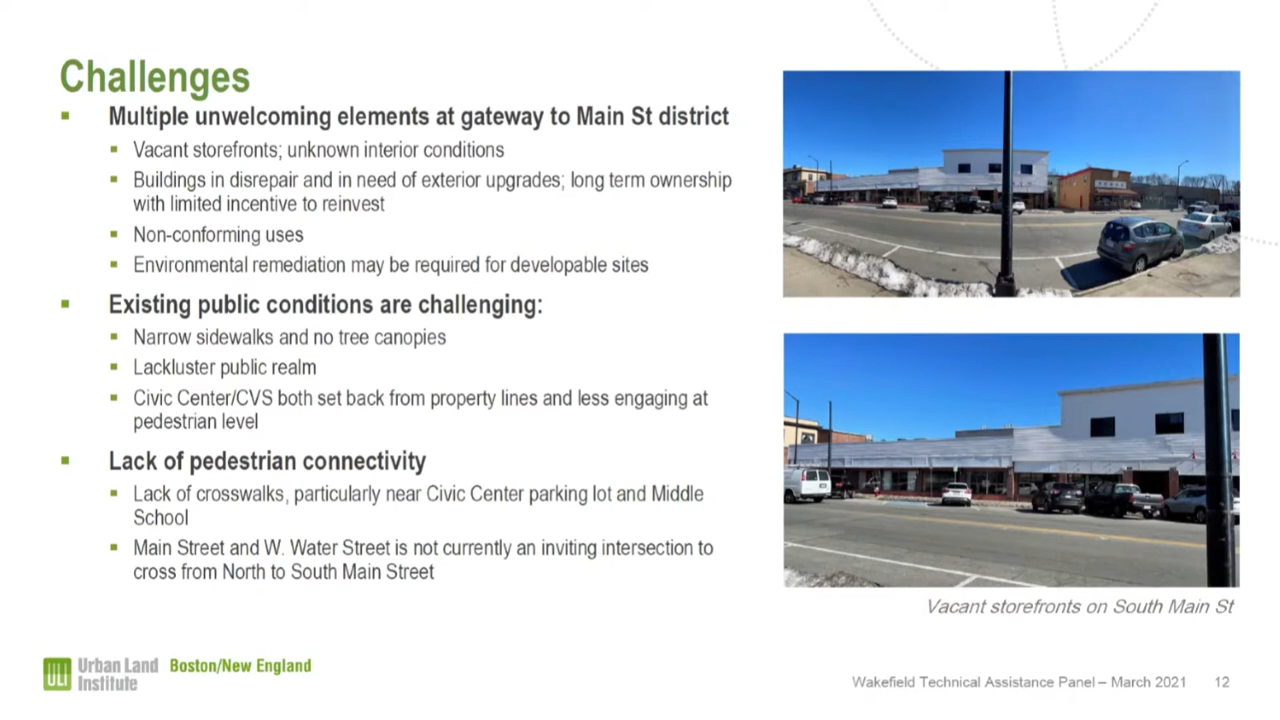 Challenges
Multiple unwelcoming elements at gateway to Main St district
Vacant storefronts; unknown interior conditions
Buildings in disrepair and in need of exterior upgrades; long term ownership
with limited incentive to reinvest
Non-conforming uses
Environmental remediation may be required for developable sites
Existing public conditions are challenging:
Narrow sidewalks and no tree canopies
Lackluster public realm
Civic Center/CVS both set back from property lines and less engaging at
pedestrian level
Lack of pedestrian connectivity
Lack of crosswalks, particularly near Civic Center parking lot and Middle
School
Main Street and W. Water Street is not currently an inviting intersection to
cross from North to South Main Street
Vacant storefronts on South Main St
ULI
Urban Land
Institute
Boston/New England
Wakefield Technical Assistance Panel – March 2021 12